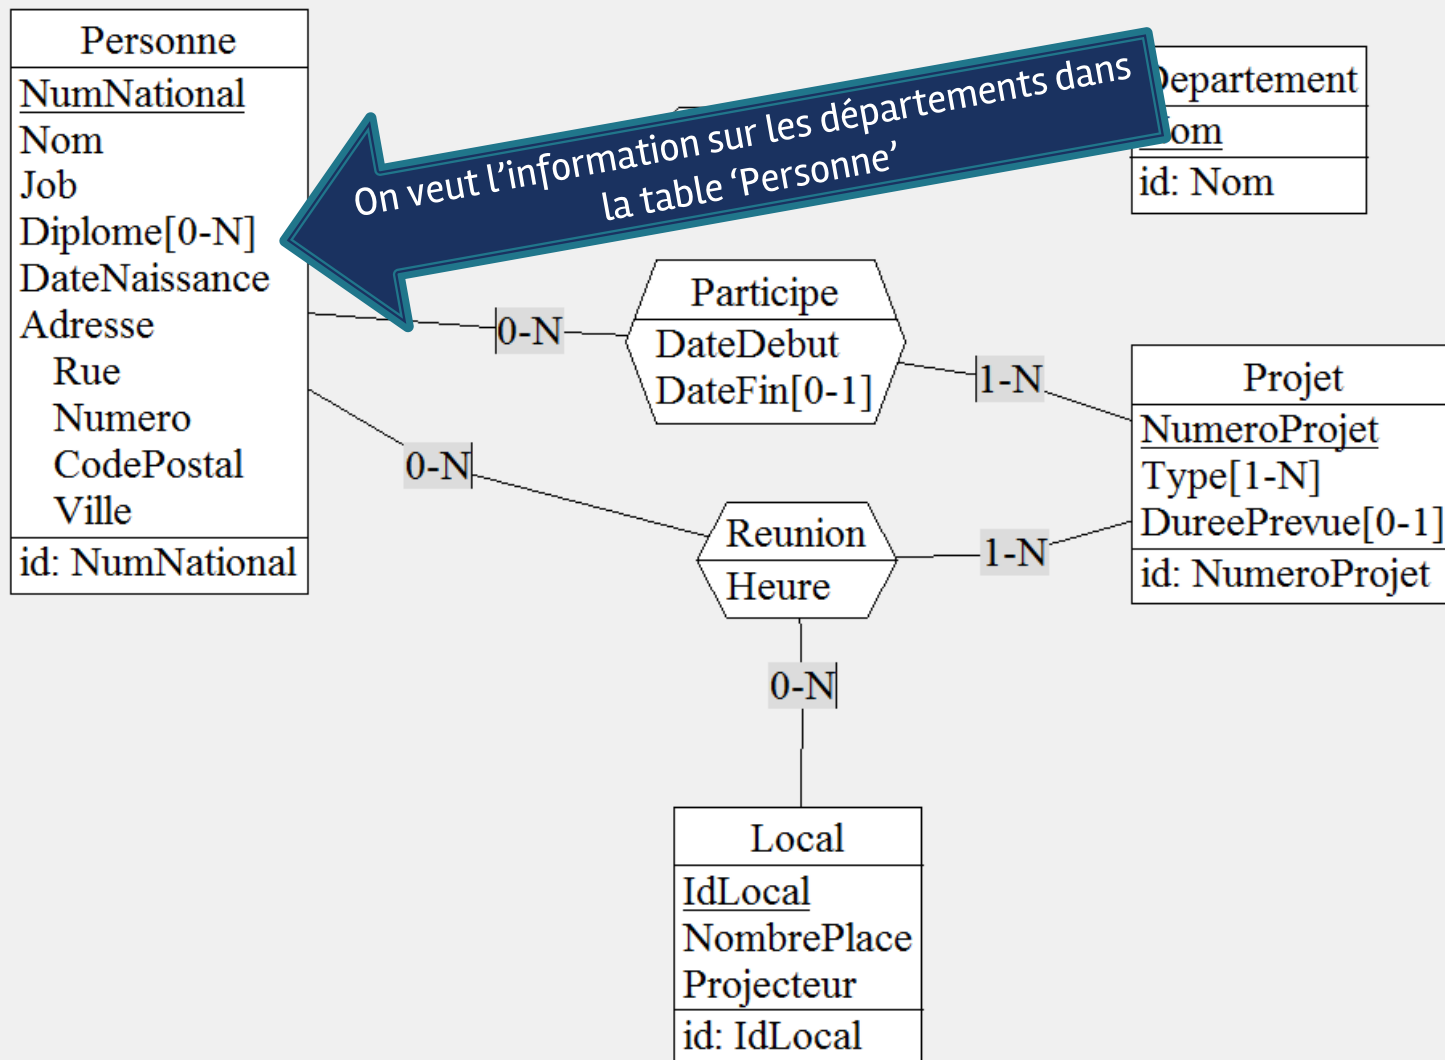 Personne
NumNational
Nom
Job
Diplome[0-N]
DateNaissance
Adresse
Rue
Numero
CodePostal
Ville
id: NumNational
On veut l’information sur les départements dans
la table ‘Personne’
epartement
om
id: Nom
0-N
Participe
DateDebut
DateFin[0-1]
1-N
Projet
NumeroProjet
Type[1-N]
DureePrevue[0-1]
id: NumeroProjet
0-N
Reunion
Heure
1-N
0-N
Local
IdLocal
NombrePlace
Projecteur
id: IdLocal